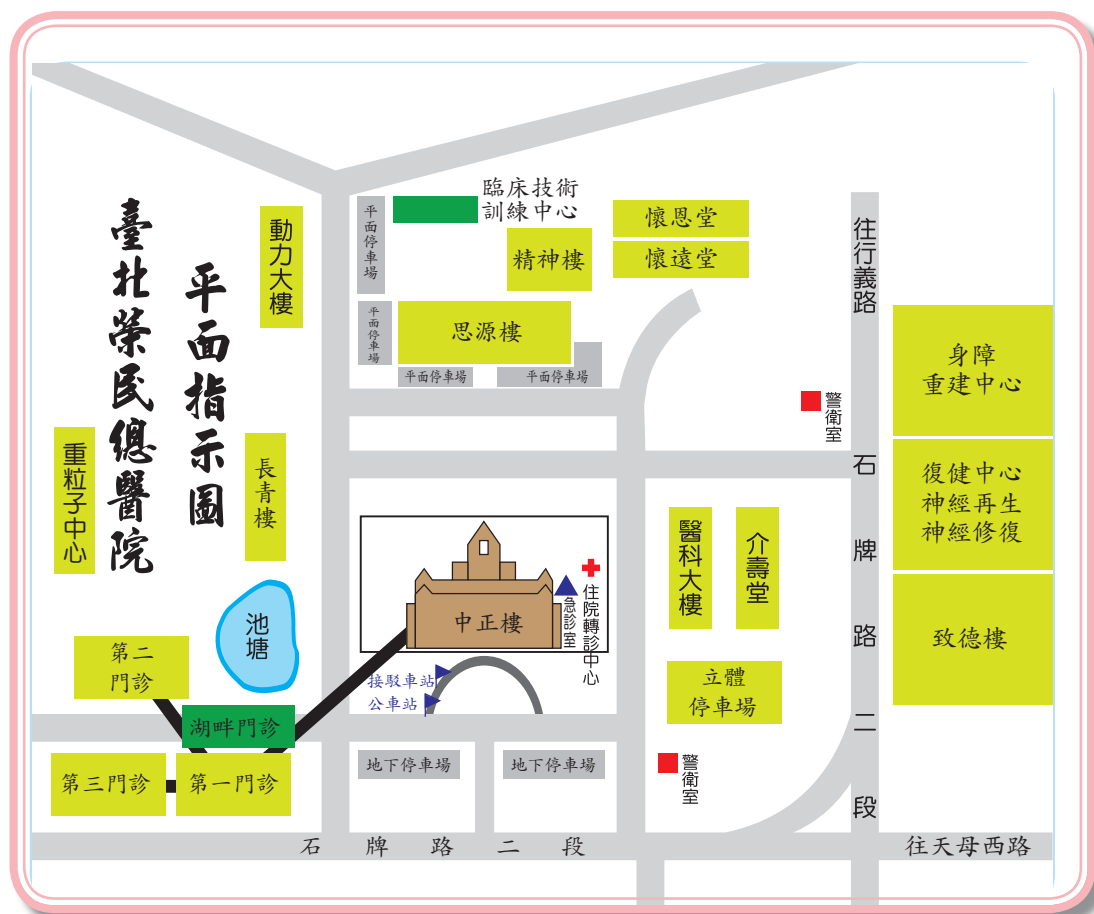 臺北榮民總醫院
平面指示圖
動力大樓
平面停車場
臨床技術
訓練中心
精神樓
懷恩堂
懷遠堂
往行義路
平面停車場
思源樓
平面停車場
平面停車場
身障
重建中心
警衛室
重粒子中心
長青樓
復健中心
神經再生
神經修復
醫科大樓
介壽堂
中正樓
急診室
住院轉診中心
池塘
致德樓
第二
門診
接駁車站
公車站
立體
停車場
湖畔門診
第三門診
第一門診
地下停車場
地下停車場
警衛室
石牌路二段
石牌路二段
往天母西路